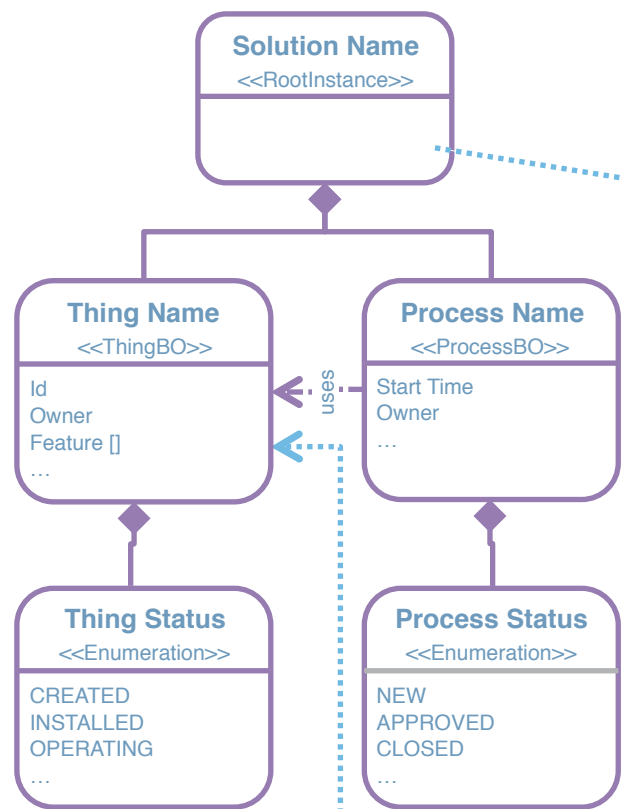 Solution Name
<<RootInstance>>
Thing Name
<<ThingBO>>
Id
Owner
Feature []
…
uses
Process Name
<<ProcessBO>>
Start Time
Owner
…
Thing Status
<<Enumeration>>
CREATED
INSTALLED
OPERATING
…
Process Status
<<Enumeration>>
NEW
APPROVED
CLOSED
…